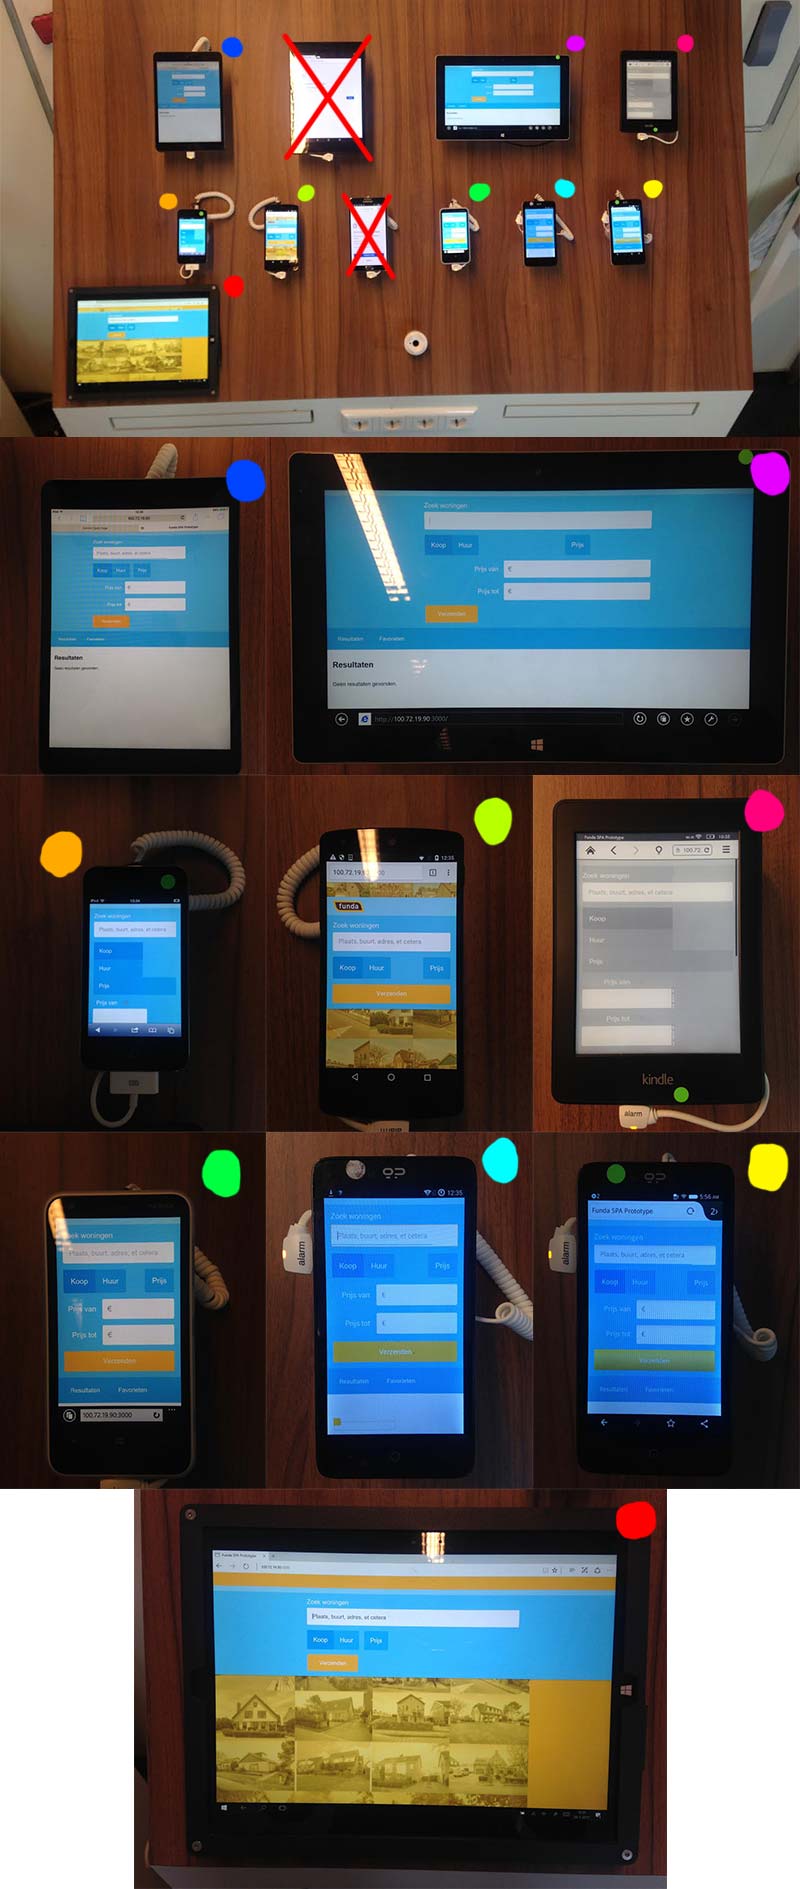 100.72.19.90
Funda SPA Prototype
Zoek woningen
Plaats, buurt, adres, et cetera
Koop Huur Prijs
Prijs van €
Prijs tot €
Verzenden
Resultaten Favorieten
Resultaten
Geen resultaten gevonden.
Zoek woningen
Koop Huur Prijs
Prijs van €
Prijs tot €
Verzenden
Resultaten Favorieten
Resultaten
Geen resultaten gevonden.
http://100.72.19.90:3000/
Zoek woningen
Plaats, buurt, adres, et cetera
Koop
Huur
Prijs
Prijs van
12:35
100.72.19.
funda
Zoek woningen
Plaats, buurt, adres, et cetera
Koop Huur Prijs
Verzenden
Funda SPA Prototype
100.72.
Zoek woningen
Plaats, buurt, adres, et cetera
Koop
Huur
Prijs
Prijs van
Prijs tot
kindle
alarm
Zoek woningen
Plaats, buurt, adres, et cetera
Koop Huur Prijs
Prijs van €
Prijs tot €
Verzenden
Resultaten Favorieten
100.72.19.90:3000
12:35
Zoek woningen
Plaats, buurt, adres, et cetera
alarm
Koop Huur Prijs
Prijs van €
Prijs tot €
Verzenden
Resultaten Favorieten
5:56 AM
Funda SPA Prototype
Zoek woningen
Plaats, buurt, adres, et cetera
alarm
Koop Huur Prijs
Prijs van €
Prijs tot €
Verzenden
Resultaten Favorieten
Funda SPA Prototype
Zoek woningen
Plaats, buurt, adres, et cetera
Koop Huur Prijs
Verzenden